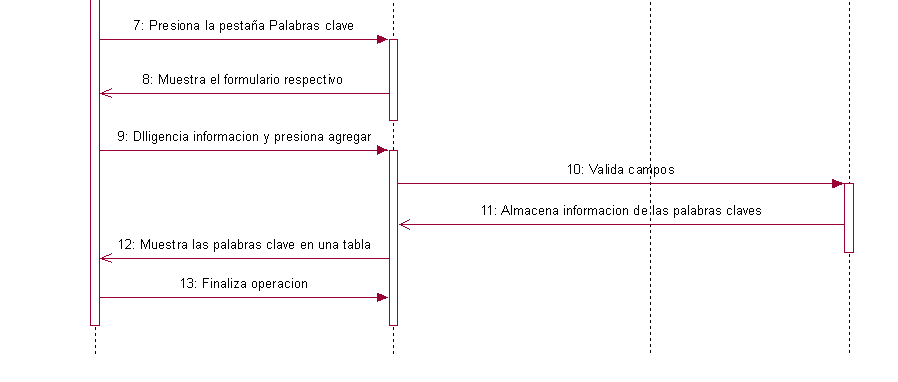 7: Presiona la pestaña Palabras clave
8: Muestra el formulario respectivo
9: DIligencia informacion y presiona agregar
10: Valida campos
11: Almacena informacion de las palabras claves
12: Muestra las palabras clave en una tabla
13: Finaliza operacion